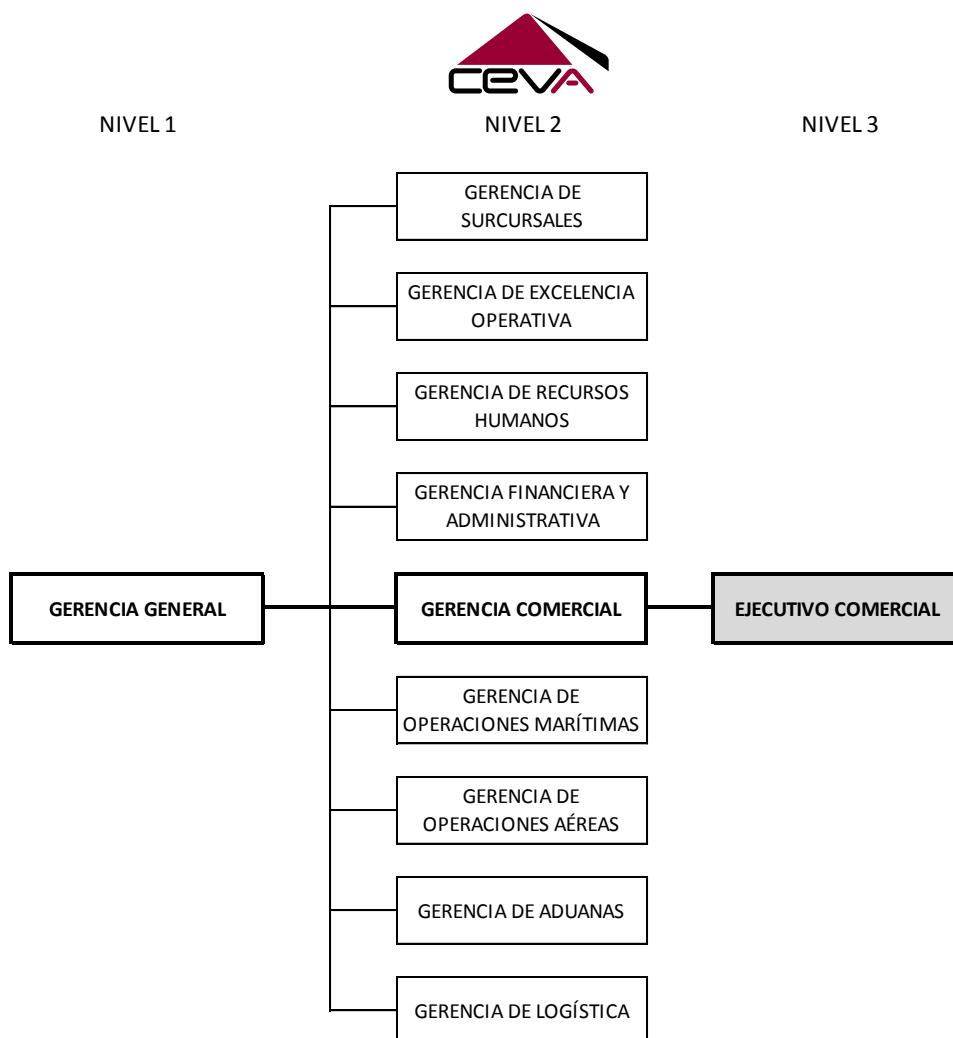 CEVA
NIVEL 1
NIVEL 2
NIVEL 3
GERENCIA DE
SURCURSALES
GERENCIA DE EXCELENCIA
OPERATIVA
GERENCIA DE RECURSOS
HUMANOS
GERENCIA FINANCIERA Y
ADMINISTRATIVA
GERENCIA GENERAL
GERENCIA COMERCIAL
EJECUTIVO COMERCIAL
GERENCIA DE
OPERACIONES MARÍTIMAS
GERENCIA DE
OPERACIONES AÉREAS
GERENCIA DE ADUANAS
GERENCIA DE LOGÍSTICA